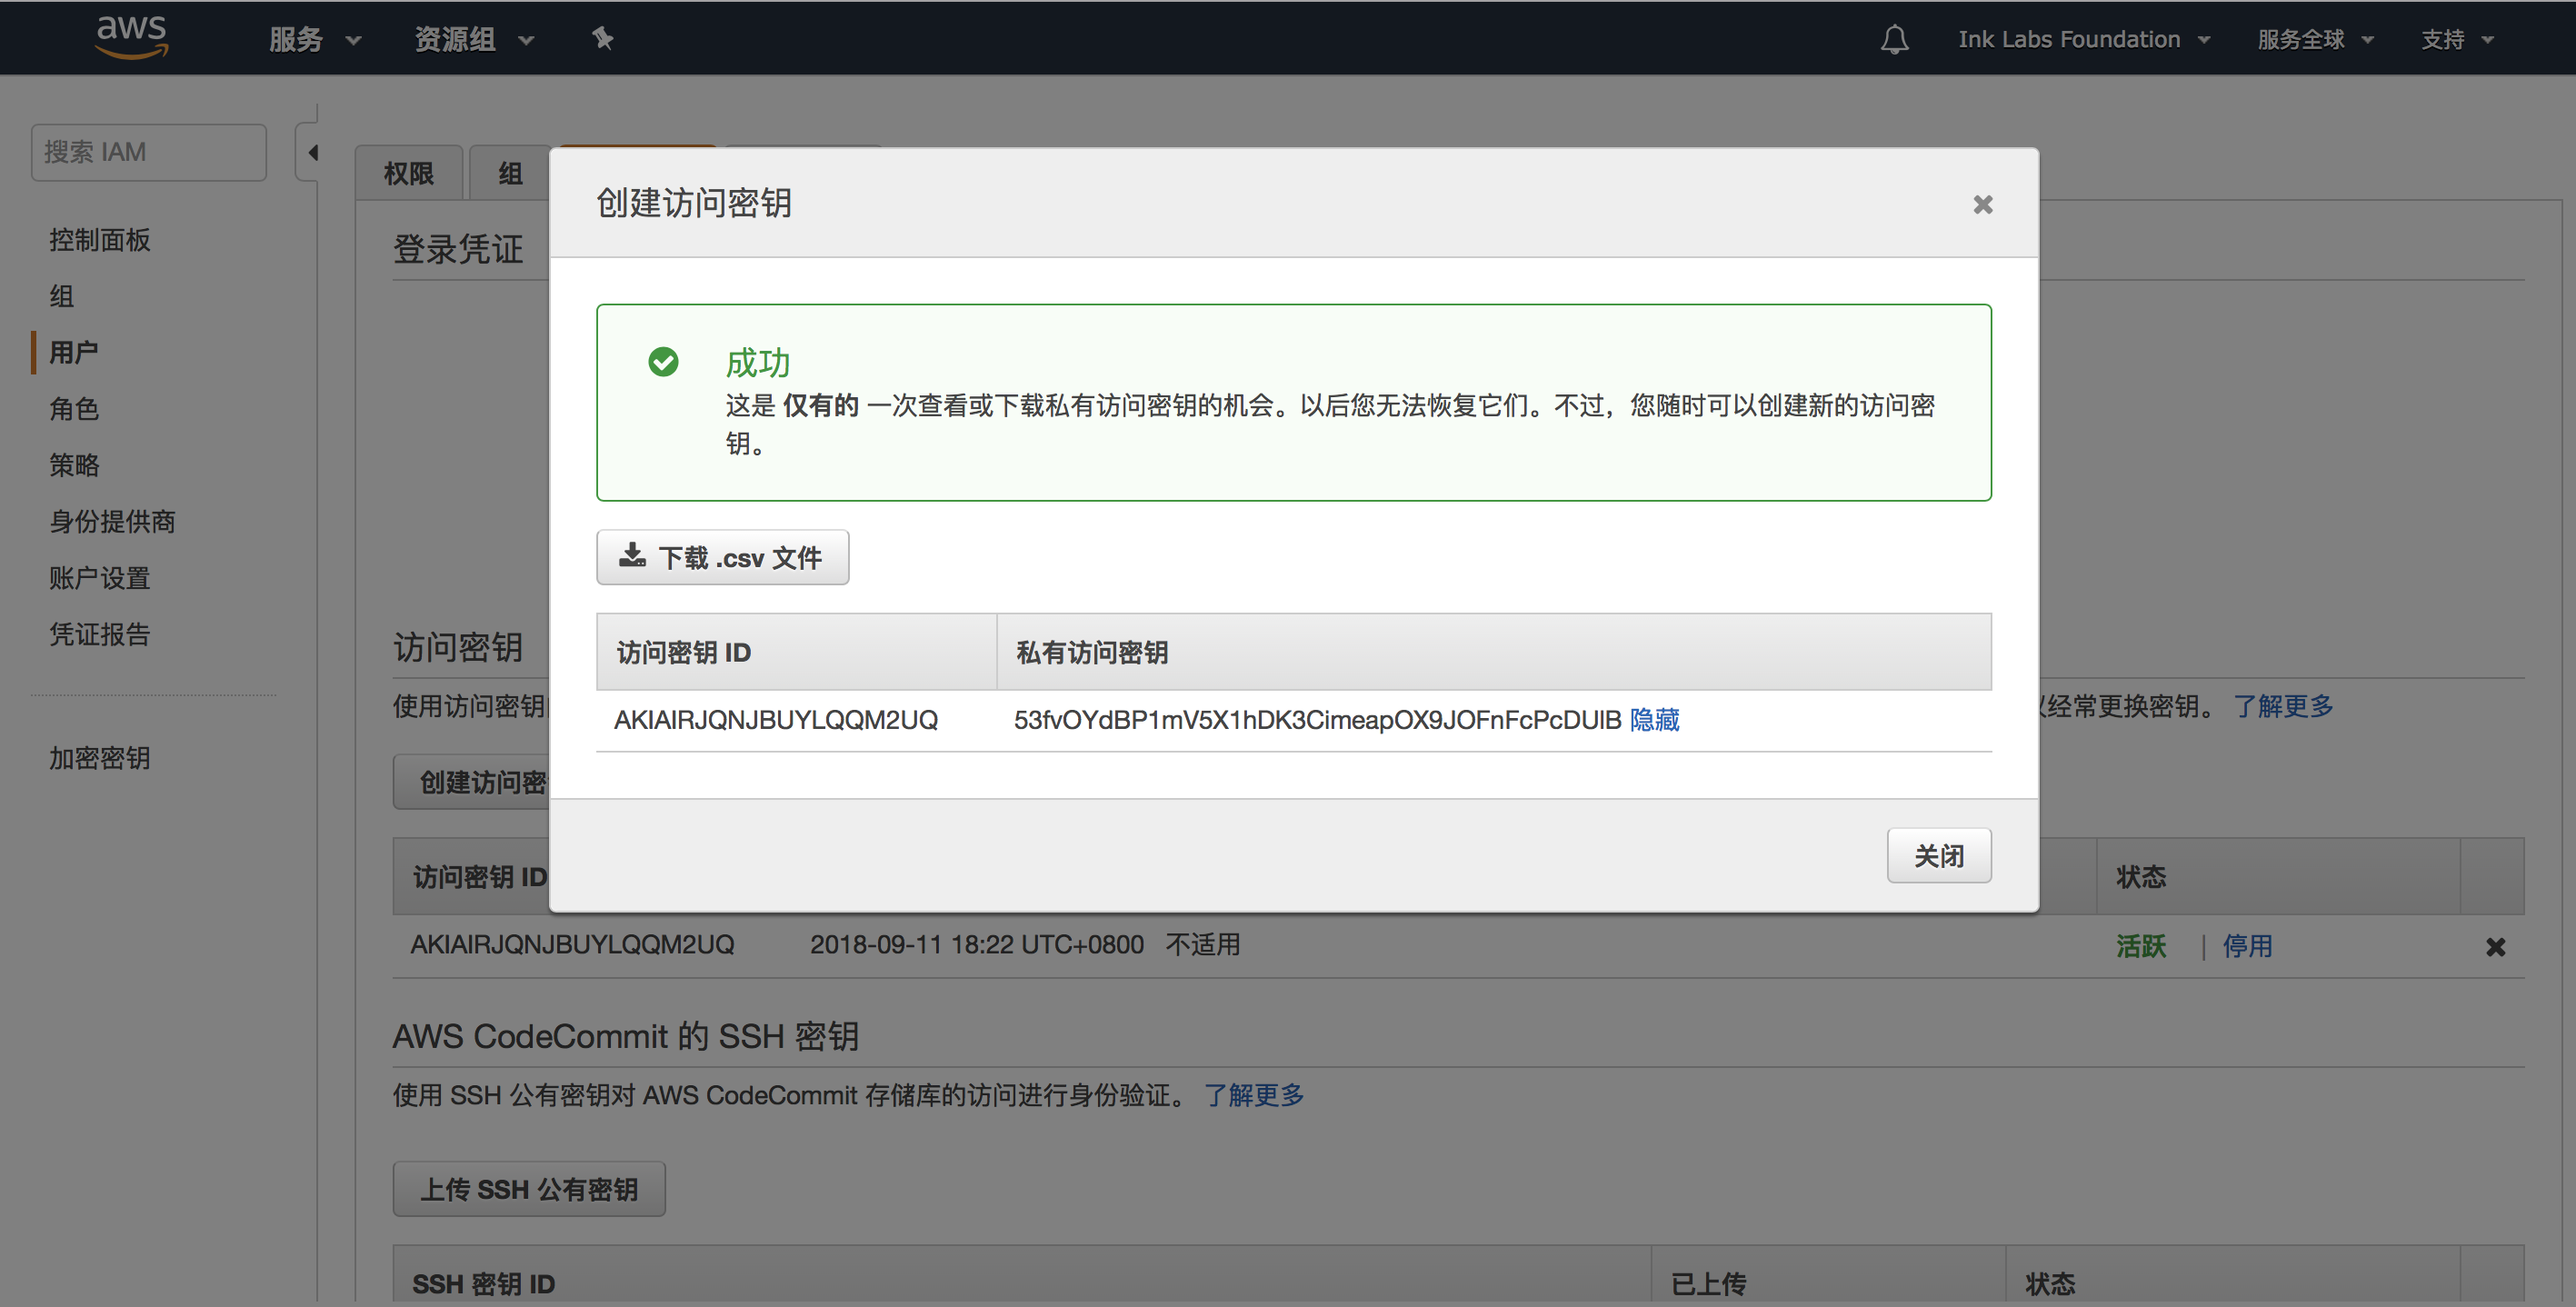 aws
服务
资源组
Ink Labs Foundation
服务全球
支持
搜索 IAM
控制面板
组
用户
角色
策略
身份提供商
账户设置
凭证报告
加密密钥
权限
组
登录凭证
创建访问密钥
成功
这是 仅有的 一次查看或下载私有访问密钥的机会。以后您无法恢复它们。不过，您随时可以创建新的访问密
钥。
下载 .csv 文件
访问密钥 ID
私有访问密钥
AKIAIRJQNJBUYLQQM2UQ
隐藏
关闭
访问密钥
使用访问密钥
经常更换密钥。 了解更多
创建访问密
访问密钥 ID
状态
AKIAIRJQNJBUYLQQM2UQ
2018-09-11 18:22 UTC+0800
不适用
活跃 | 停用
AWS CodeCommit 的 SSH 密钥
使用 SSH 公有密钥对 AWS CodeCommit 存储库的访问进行身份验证。 了解更多
上传 SSH 公有密钥
SSH 密钥 ID
已上传
状态